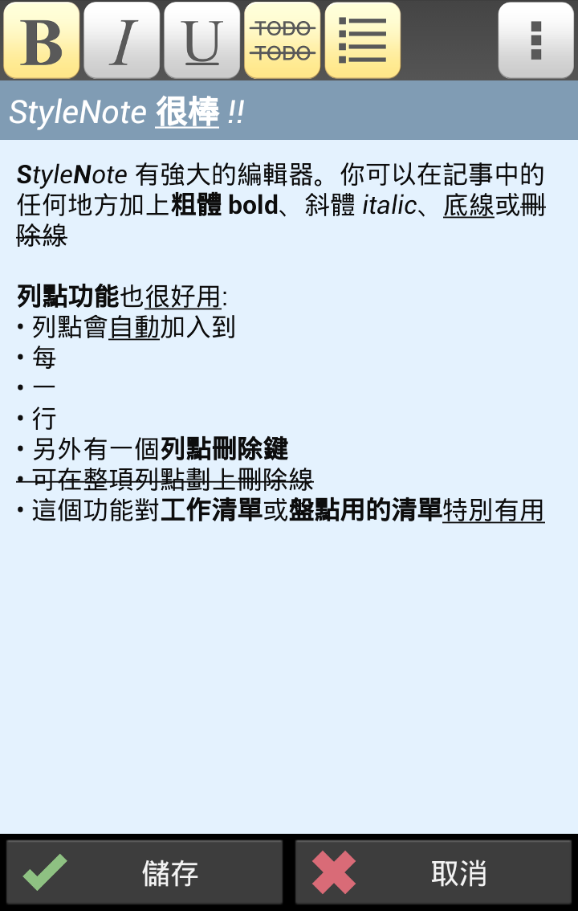 B I U TODO TODO
StyleNote 很棒 !!
StyleNote 有強大的編輯器。你可以在記事中的
任何地方加上粗體 bold、斜體 italic、底線或刪
除線
列點功能也很好用:
• 列點會自動加入到
• 每
• 一
• 行
• 另外有一個列點刪除鍵
• 可在整項列點劃上刪除線
• 這個功能對工作清單或盤點用的清單特別有用
儲存 取消